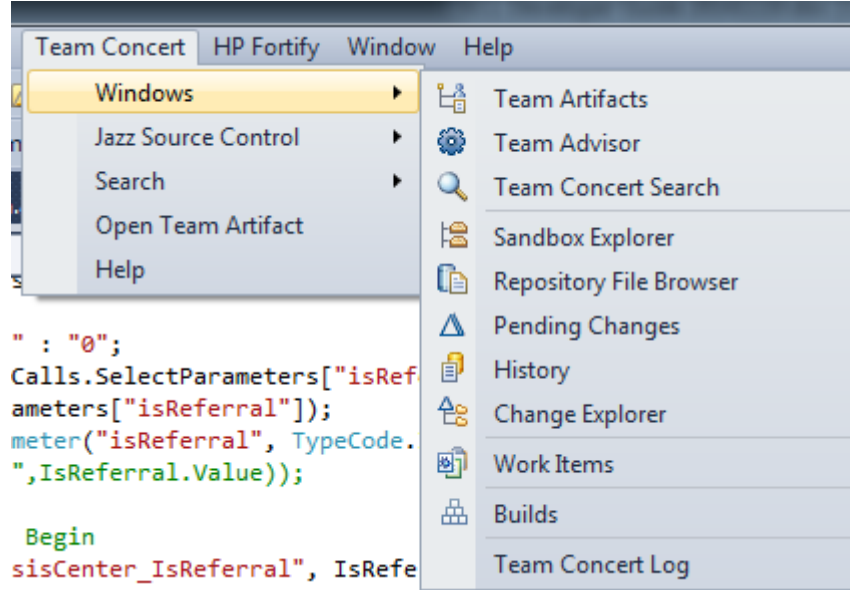 Team Concert HP Fortify Window Help
Windows
Jazz Source Control
Search
Open Team Artifact
Help
Team Artifacts
Team Advisor
Team Concert Search
Sandbox Explorer
Repository File Browser
Pending Changes
History
Change Explorer
Work Items
Builds
Team Concert Log
" : "0";
Calls.SelectParameters["isRef
ameters["isReferral"]);
meter("isReferral", TypeCode.
",IsReferral.Value));
Begin
sisCenter_IsReferral", IsRefe